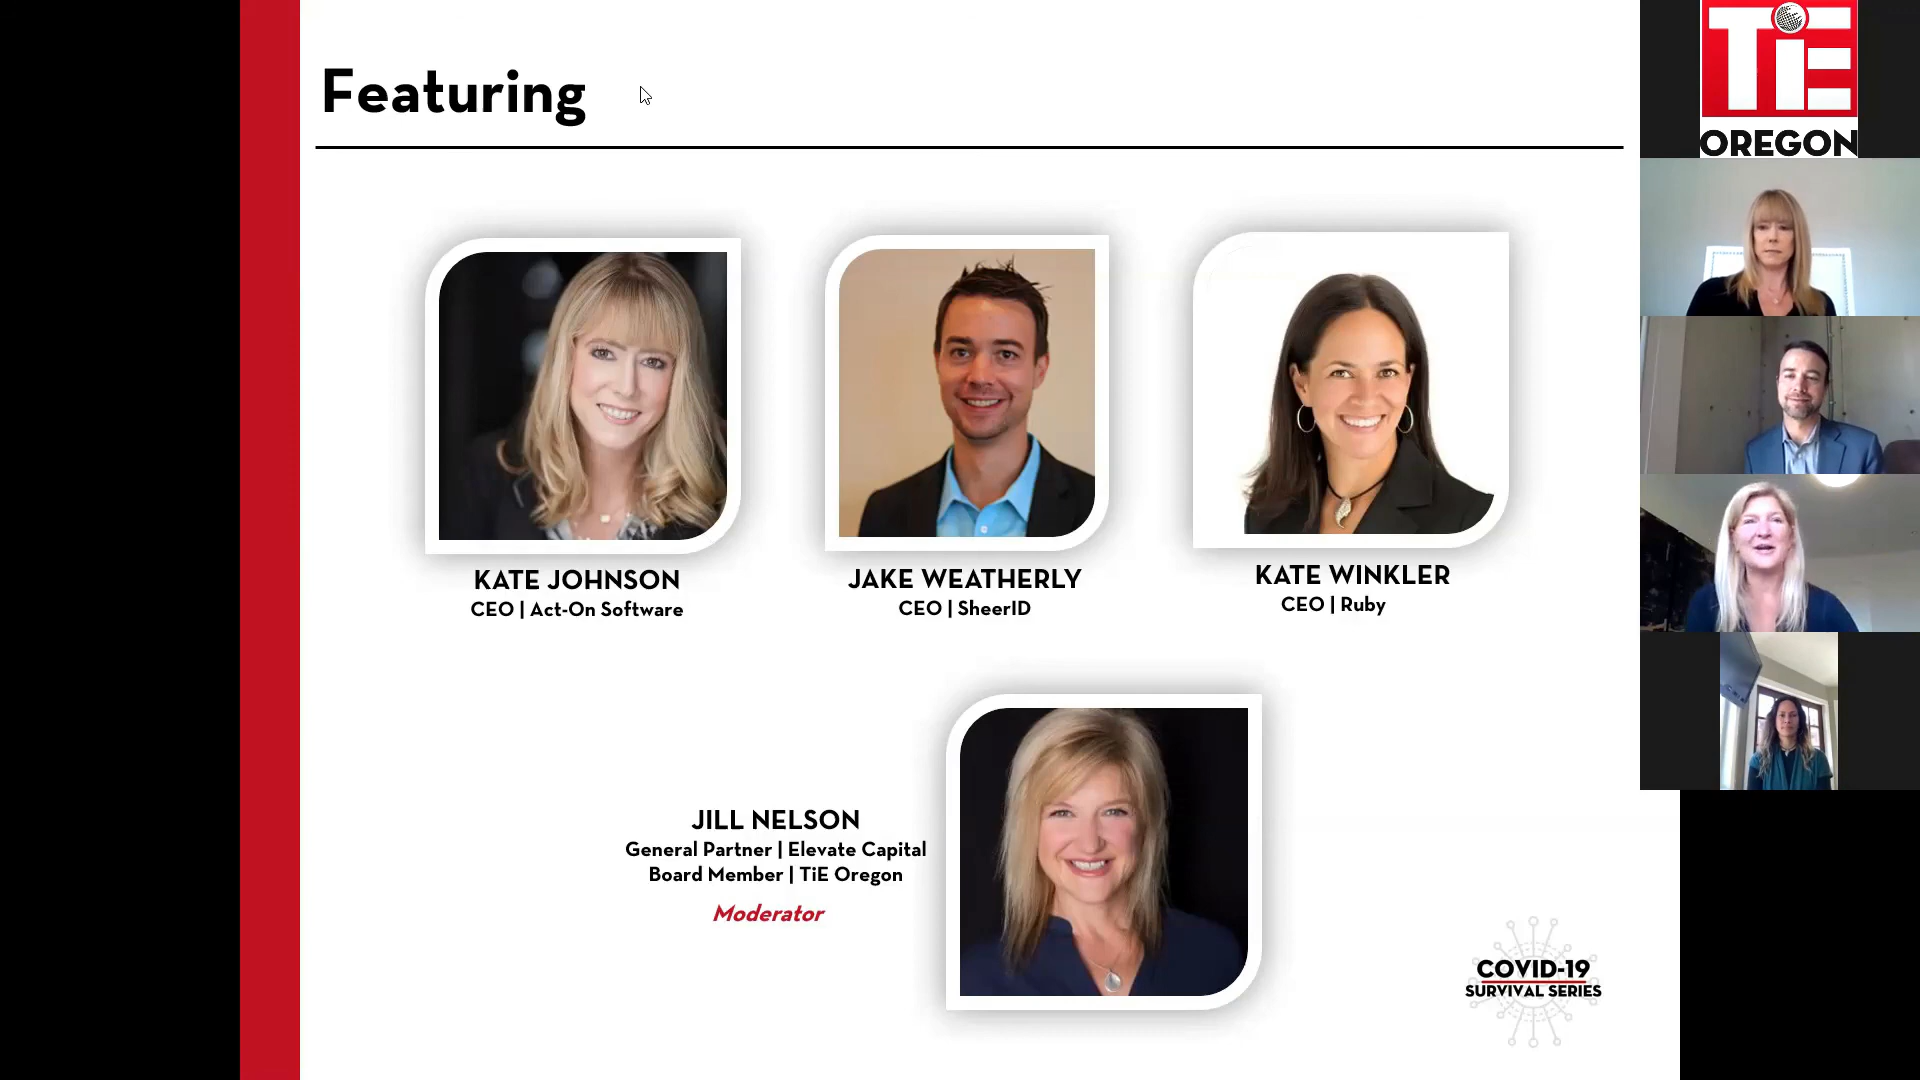 Featuring
TiE
OREGON
KATE JOHNSON
CEO | Act-On Software
JAKE WEATHERLY
CEO | SheerID
KATE WINKLER
CEO | Ruby
JILL NELSON
General Partner | Elevate Capital
Board Member | TiE Oregon
Moderator
COVID-19
SURVIVAL SERIES